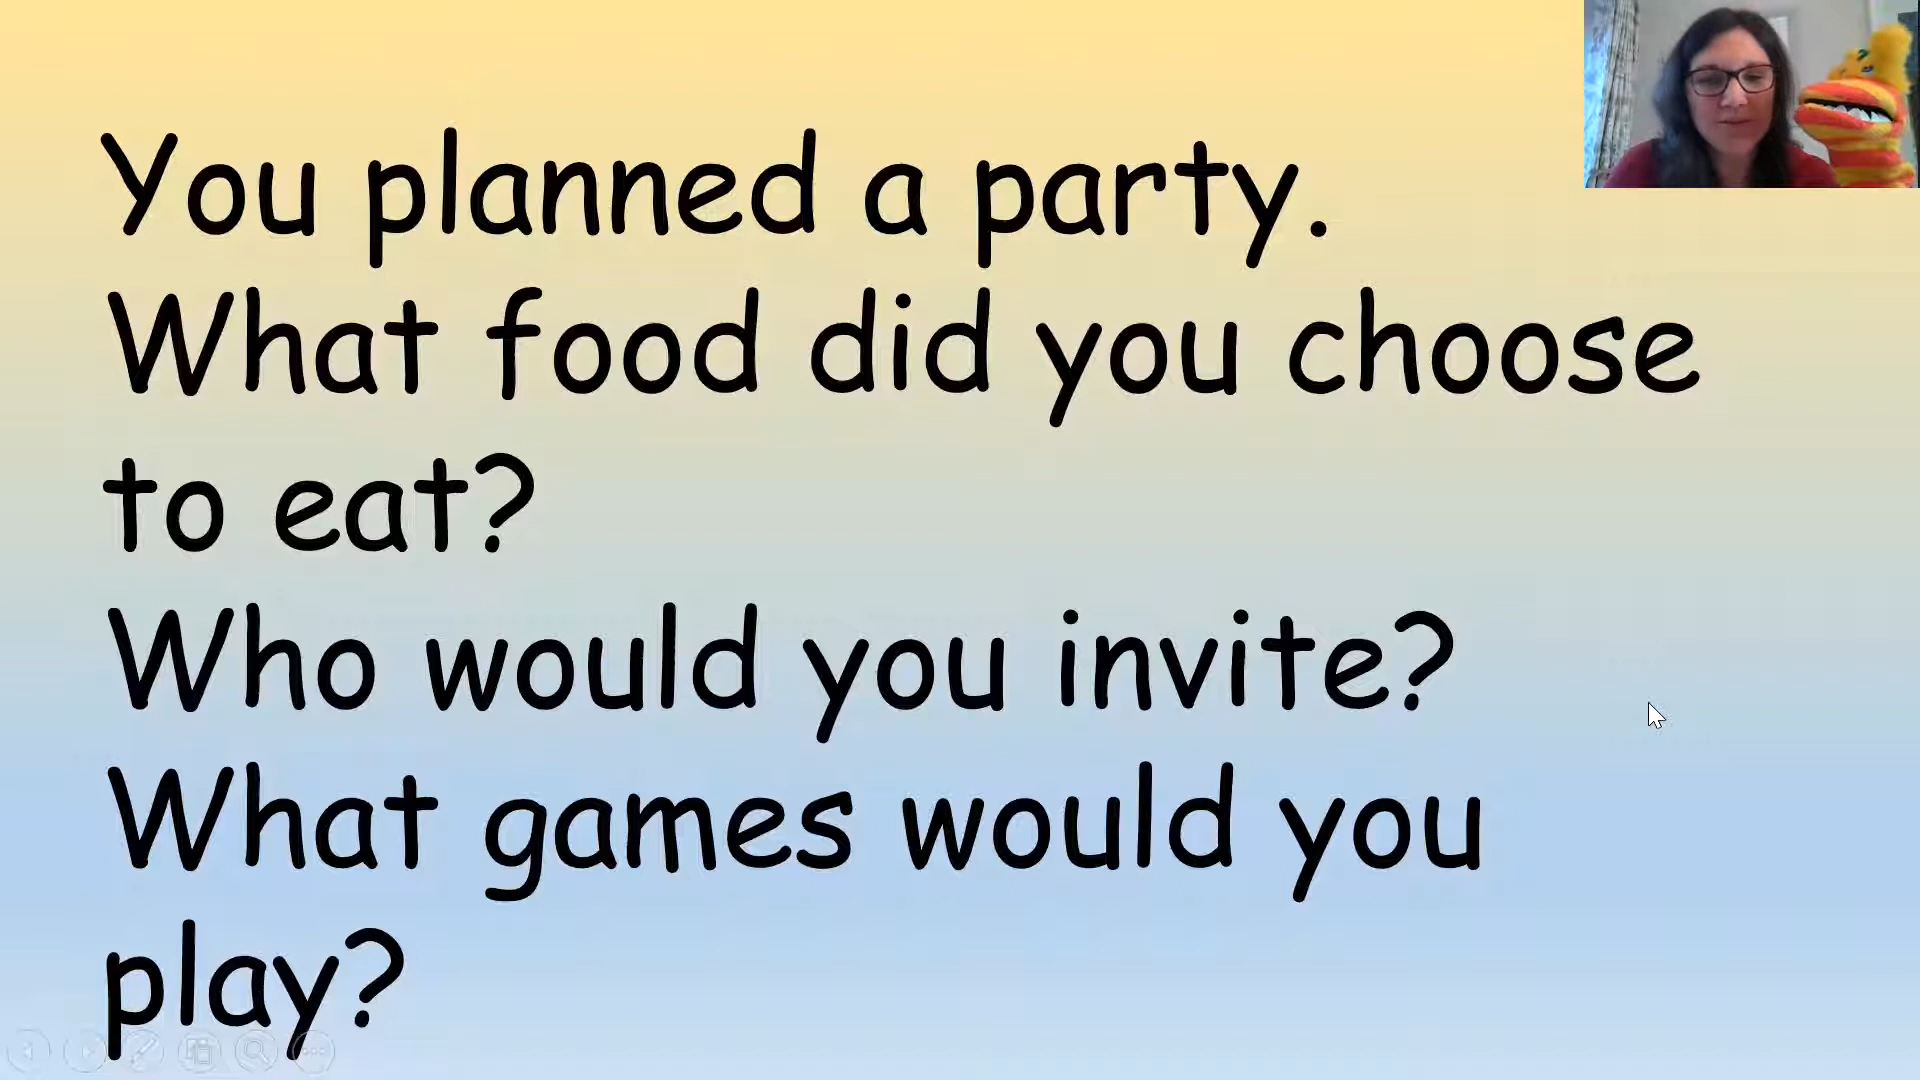 You planned a party.
What food did you choose
to eat?
Who would you invite?
What games would you
play?